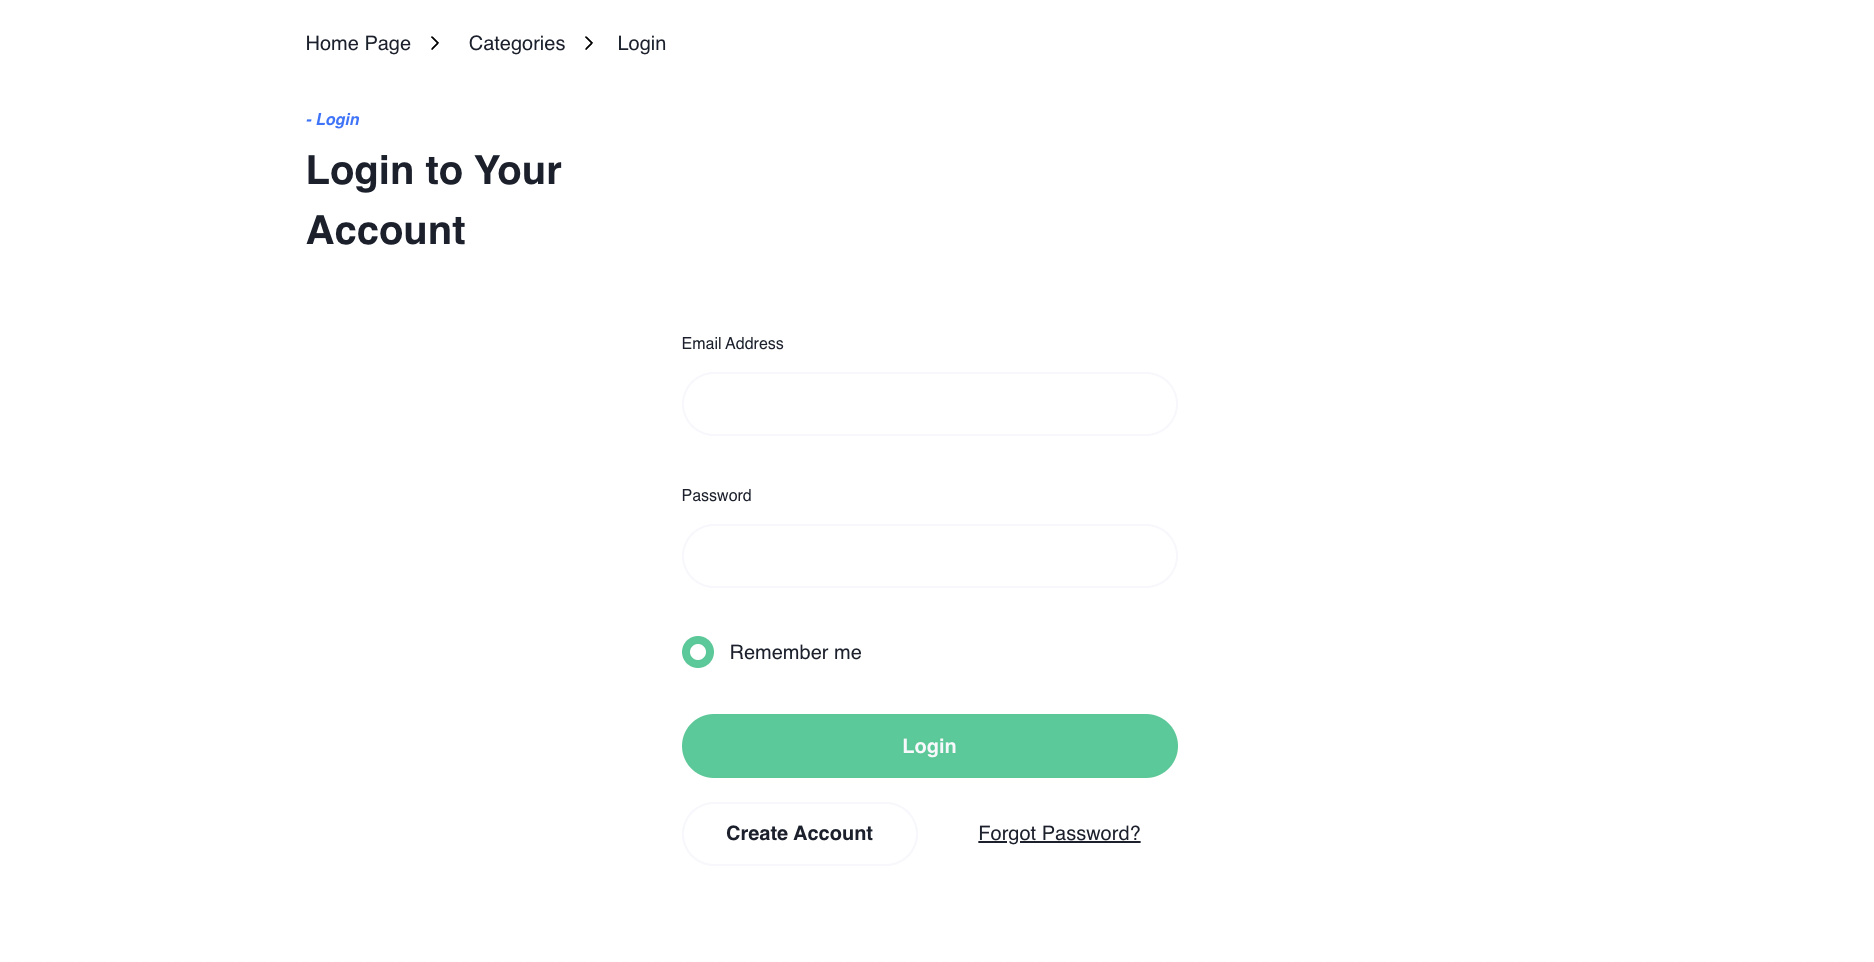 Home Page > Categories > Login
- Login
Login to Your
Account
Email Address
Password
Remember me
Login
Create Account Forgot Password?